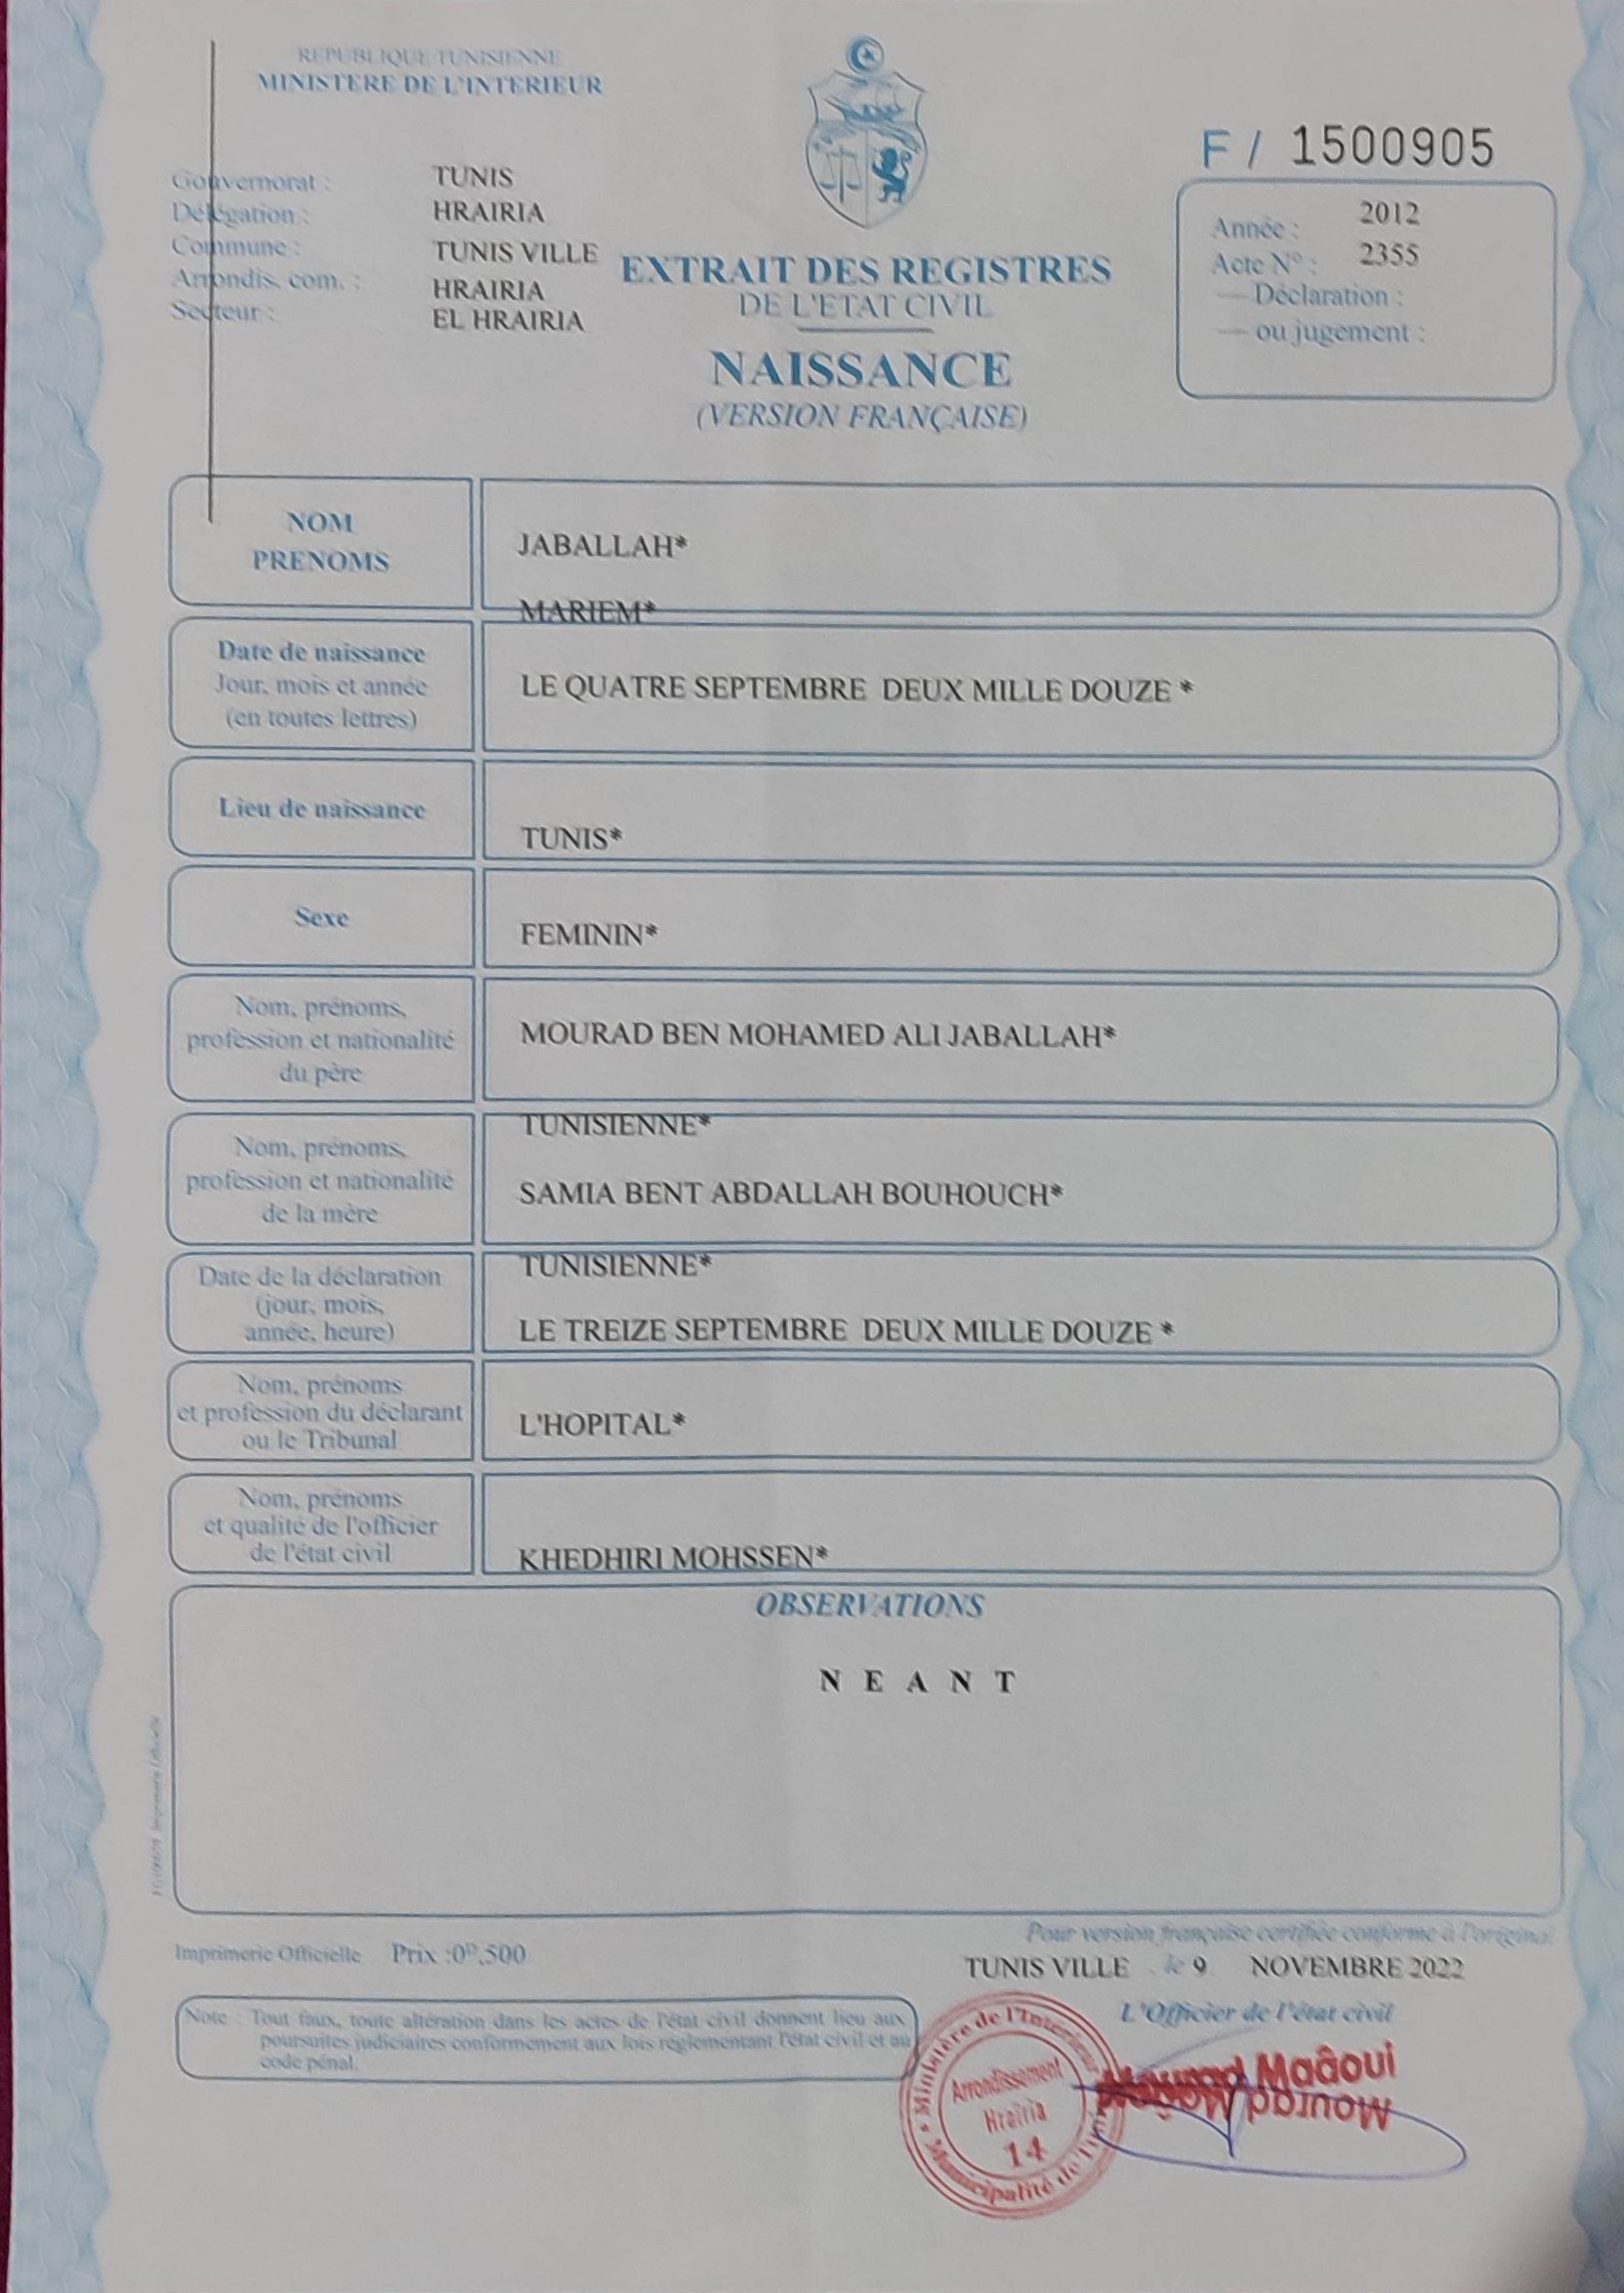 REPUBLIQUE TUNISIENNE
MINISTERE DE L'INTERIEUR
F / 1500905
Gouvernorat : TUNIS
Délégation : HRAIRIA
Commune : TUNIS VILLE
Arrondis. com. : HRAIRIA
Secteur : EL HRAIRIA
EXTRAIT DES REGISTRES
DE L'ETAT CIVIL
NAISSANCE
(VERSION FRANÇAISE)
Année : 2012
Acte N° : 2355
— Déclaration :
— ou jugement :
NOM
PRENOMS
JABALLAH*
MARIEM*
Date de naissance
Jour, mois et année
(en toutes lettres)
LE QUATRE SEPTEMBRE DEUX MILLE DOUZE *
Lieu de naissance
TUNIS*
Sexe
FEMININ*
Nom, prénoms,
profession et nationalité
du père
MOURAD BEN MOHAMED ALI JABALLAH*
TUNISIENNE*
Nom, prénoms,
profession et nationalité
de la mère
SAMIA BENT ABDALLAH BOUHOUCH*
TUNISIENNE*
Date de la déclaration
(jour, mois,
année, heure)
LE TREIZE SEPTEMBRE DEUX MILLE DOUZE *
Nom, prénoms
et profession du déclarant
ou le Tribunal
L'HOPITAL*
Nom, prénoms
et qualité de l'officier
de l'état civil
KHEDHIRI MOHSSEN*
OBSERVATIONS
N E A N T
Imprimerie Officielle Prix :0ᴰ,500
Pour version française certifiée conforme à l'original
TUNIS VILLE le 9 NOVEMBRE 2022
L'Officier de l'état civil
Note : Tout faux, toute altération dans les actes de l'état civil donnent lieu aux
poursuites judiciaires conformement aux lois réglementant l'état civil et au
code pénal.
Ministère de l'Intérieur
Arrondissement
Hraïria
14
Municipalité de Tunis
Mourad Maâoui
Mourad